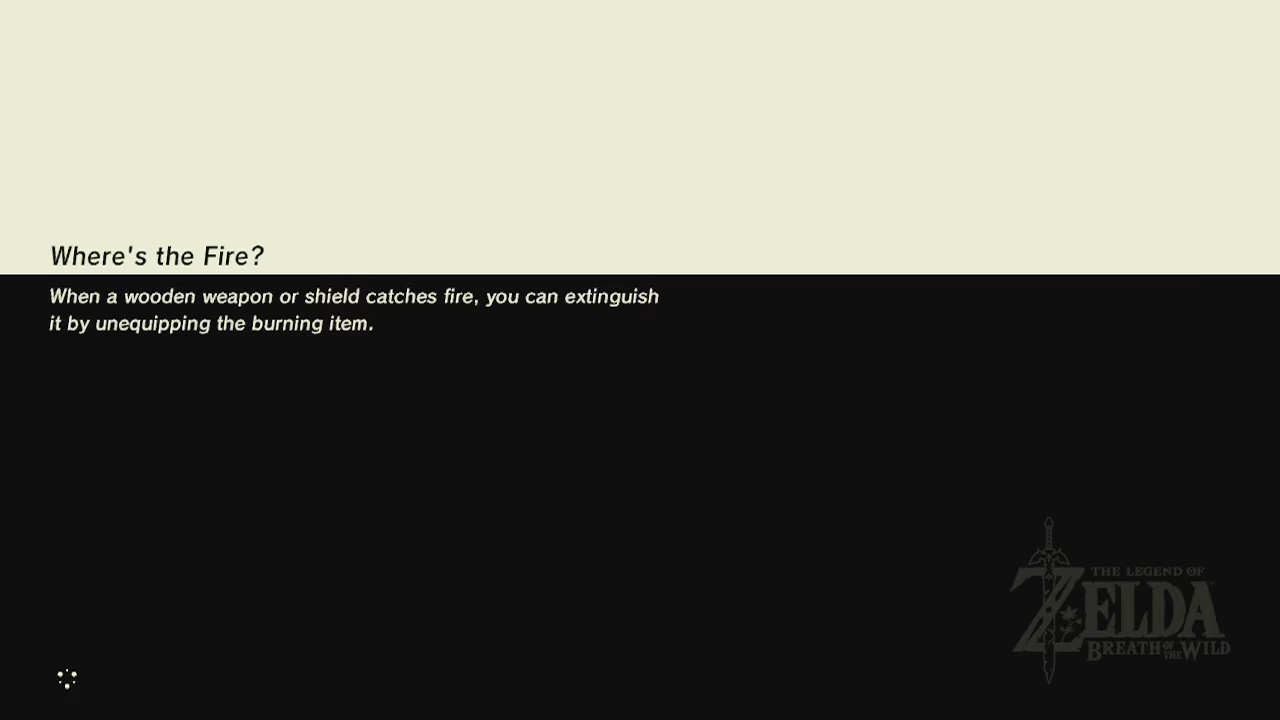 Where's the Fire?
When a wooden weapon or shield catches fire, you can extinguish
it by unequipping the burning item.
THE LEGEND OF
ZELDA
BREATH OF THE WILD